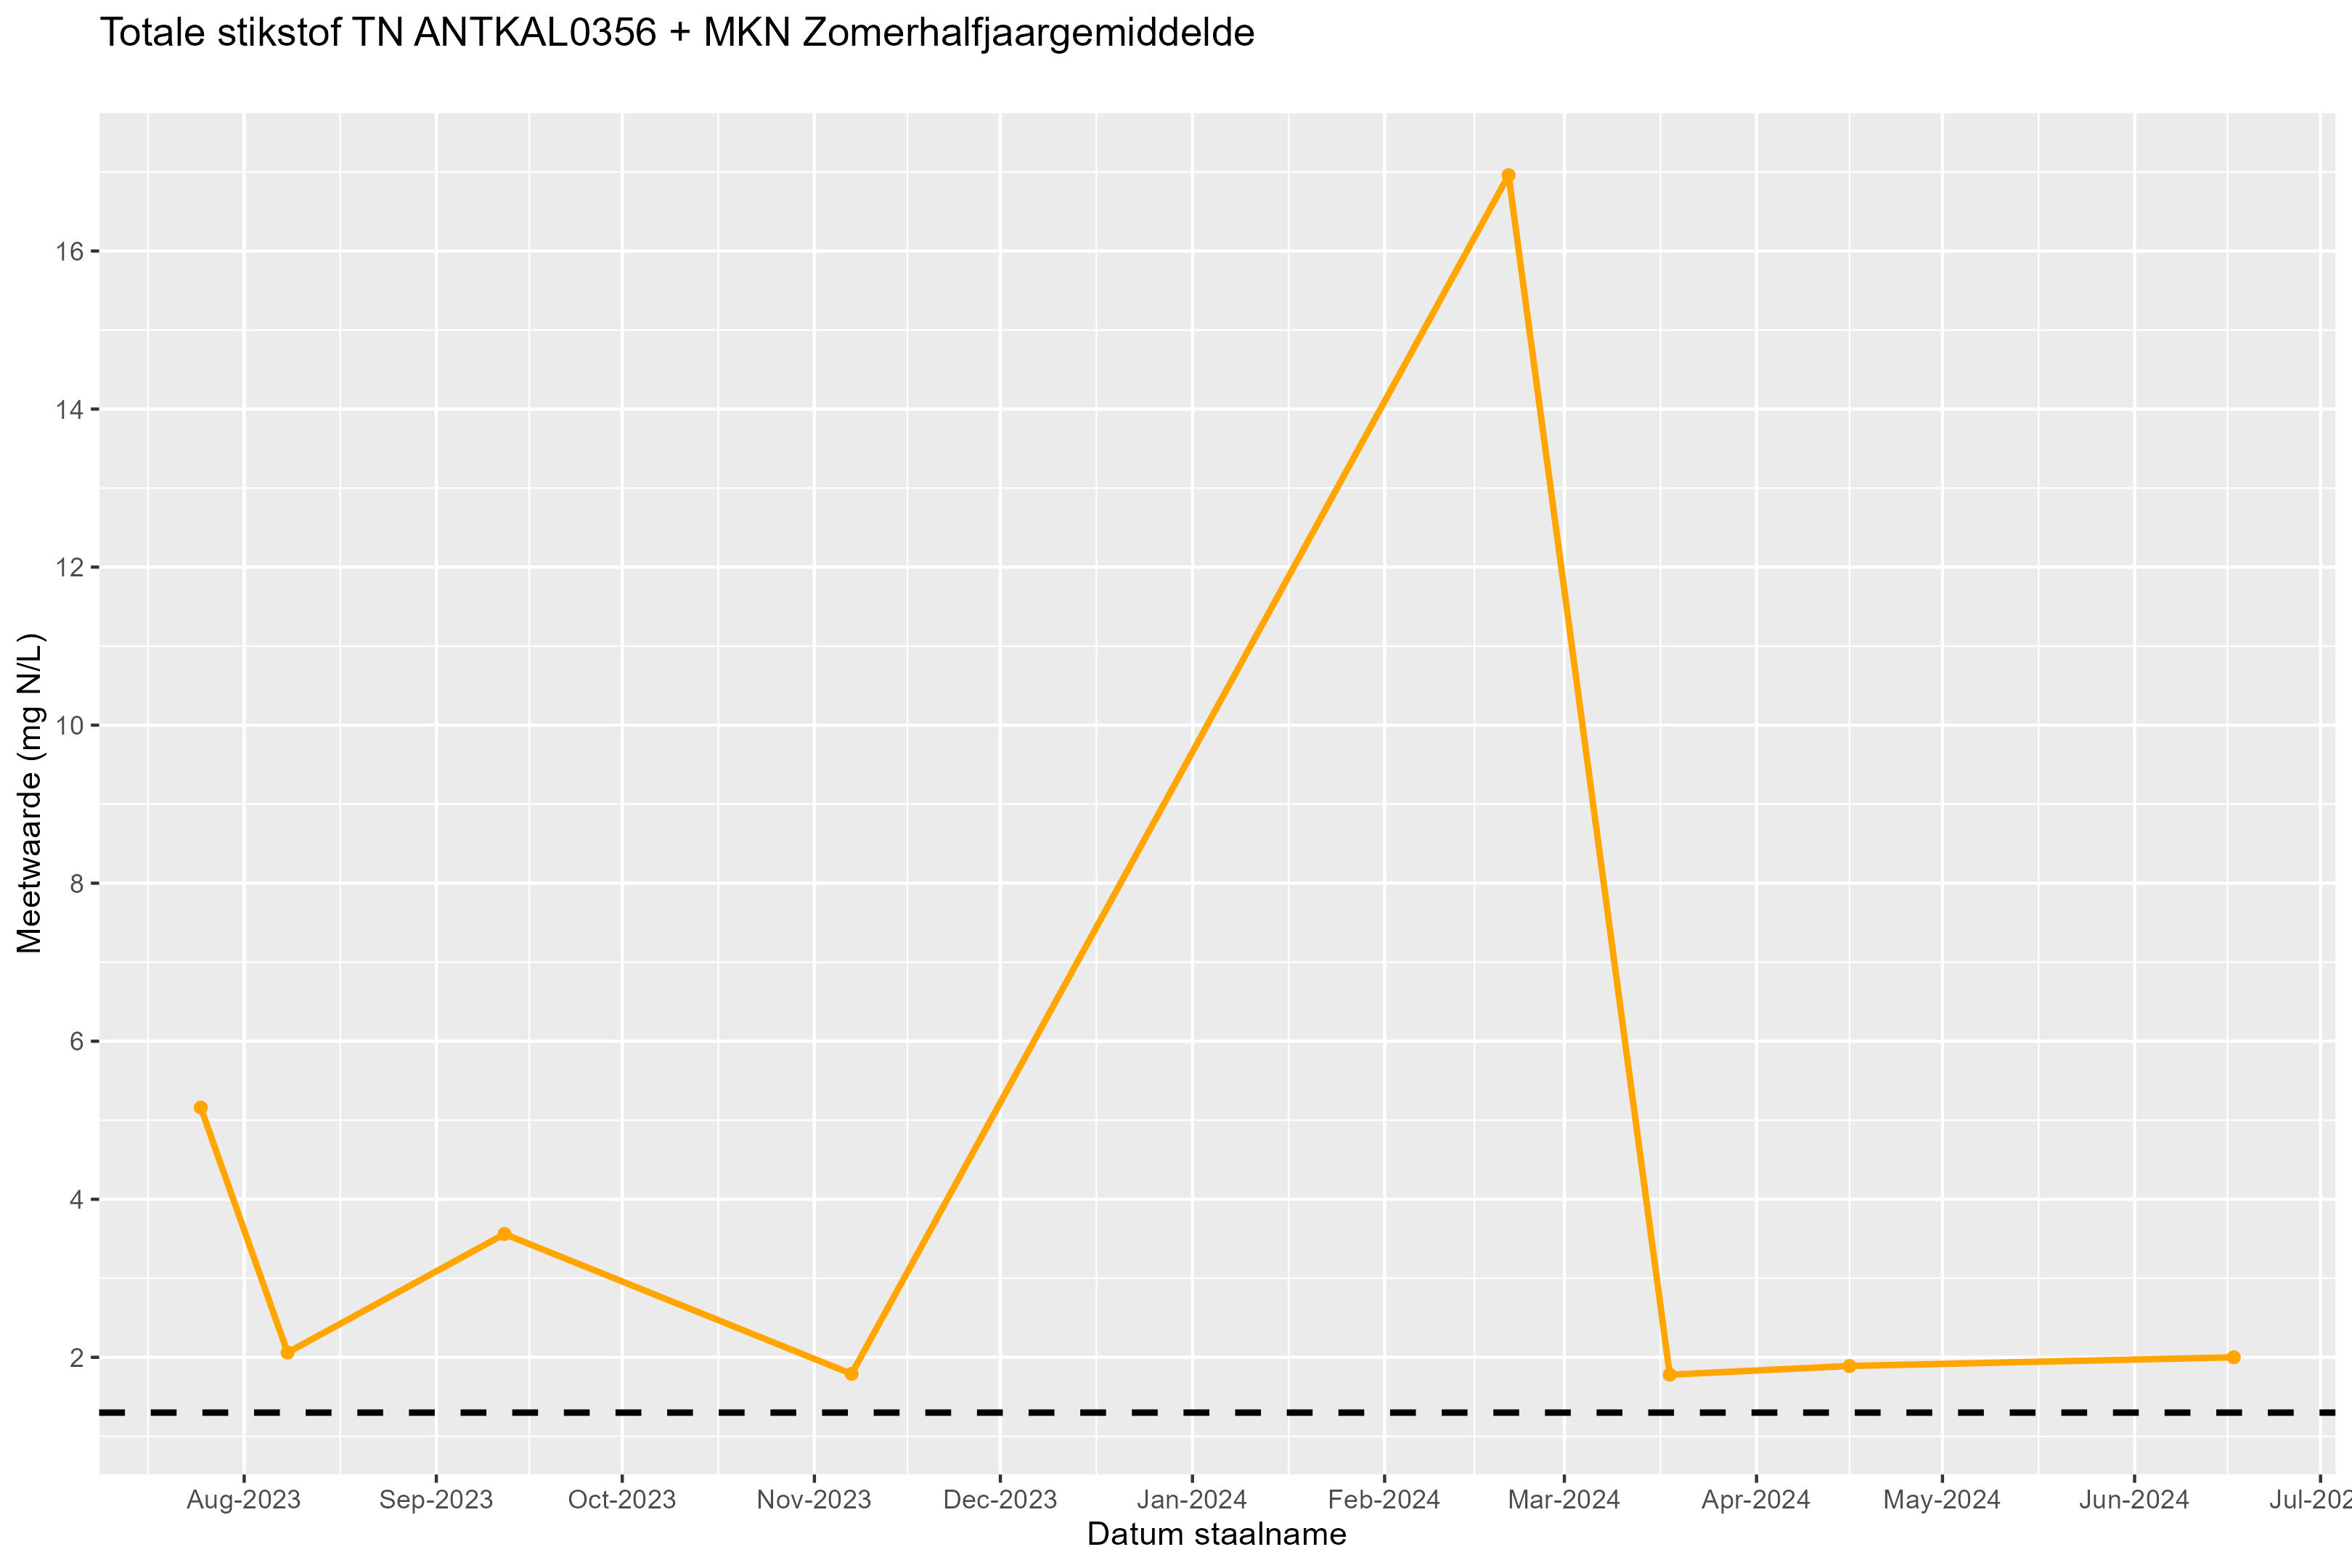 Totale stikstof TN ANTKAL0356 + MKN Zomerhalfjaargemiddelde
Meetwaarde (mg N/L)
16
14
12
10
8
6
4
2
Aug-2023 Sep-2023 Oct-2023 Nov-2023 Dec-2023 Jan-2024 Feb-2024 Mar-2024 Apr-2024 May-2024 Jun-2024 Jul-202
Datum staalname